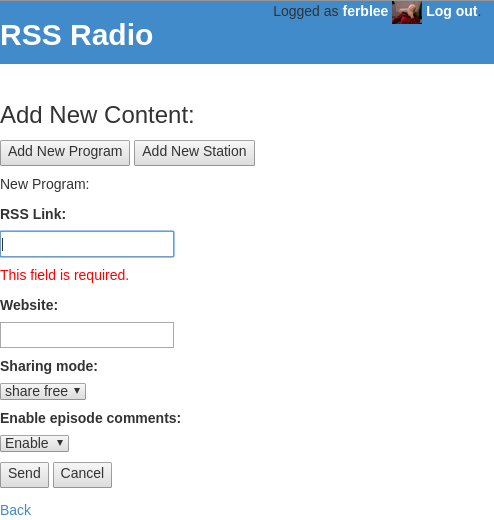 Logged as ferblee Log out.
RSS Radio
Add New Content:
Add New Program Add New Station
New Program:
RSS Link:
This field is required.
Website:
Sharing mode:
share free
Enable episode comments:
Enable
Send Cancel
Back